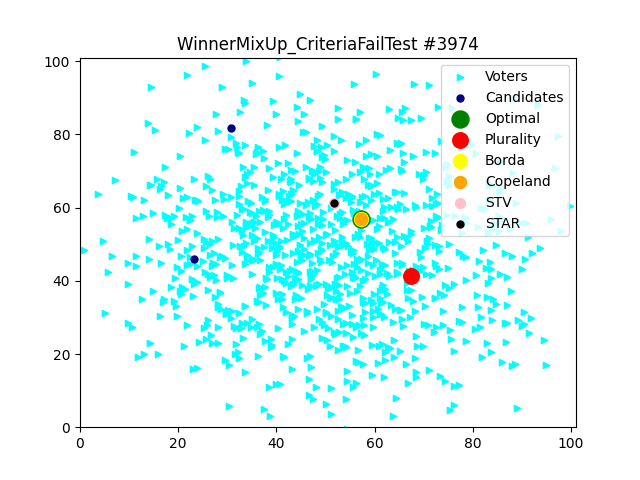 WinnerMixUp_CriteriaFailTest #3974
100
80
60
40
20
0
0
20
40
60
80
100
Voters
Candidates
Optimal
Plurality
Borda
Copeland
STV
STAR